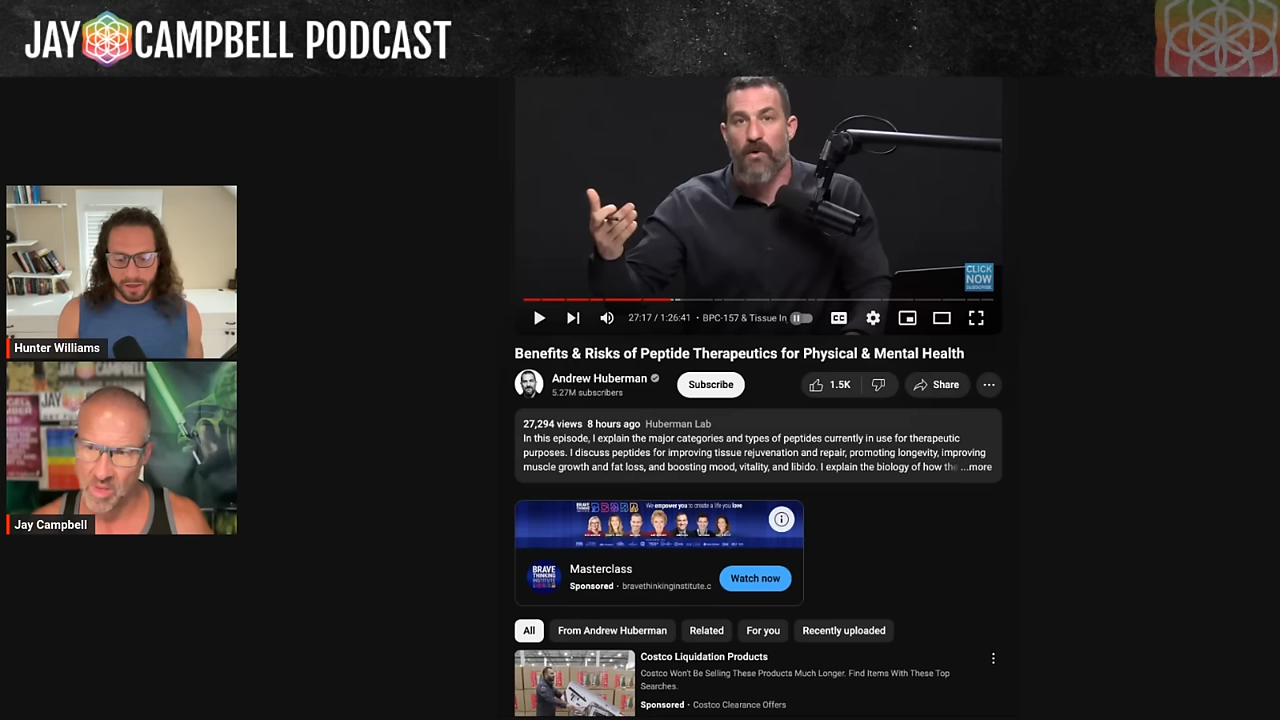 JAY CAMPBELL PODCAST
Hunter Williams
Jay Campbell
CLICK
NOW
SUBSCRIBE
27:17 / 1:26:41 • BPC-157 & Tissue In
CC
Benefits & Risks of Peptide Therapeutics for Physical & Mental Health
Andrew Huberman
5.27M subscribers
Subscribe
1.5K
Share
27,294 views 8 hours ago Huberman Lab
In this episode, I explain the major categories and types of peptides currently in use for therapeutic
purposes. I discuss peptides for improving tissue rejuvenation and repair, promoting longevity, improving
muscle growth and fat loss, and boosting mood, vitality, and libido. I explain the biology of how the ...more
We empower you to create a life you love
BRAVE
THINKING
INSTITUTE
Masterclass
Sponsored · bravethinkinginstitute.c
Watch now
All
From Andrew Huberman
Related
For you
Recently uploaded
Costco Liquidation Products
Costco Won't Be Selling These Products Much Longer. Find Items With These Top
Searches.
Sponsored · Costco Clearance Offers